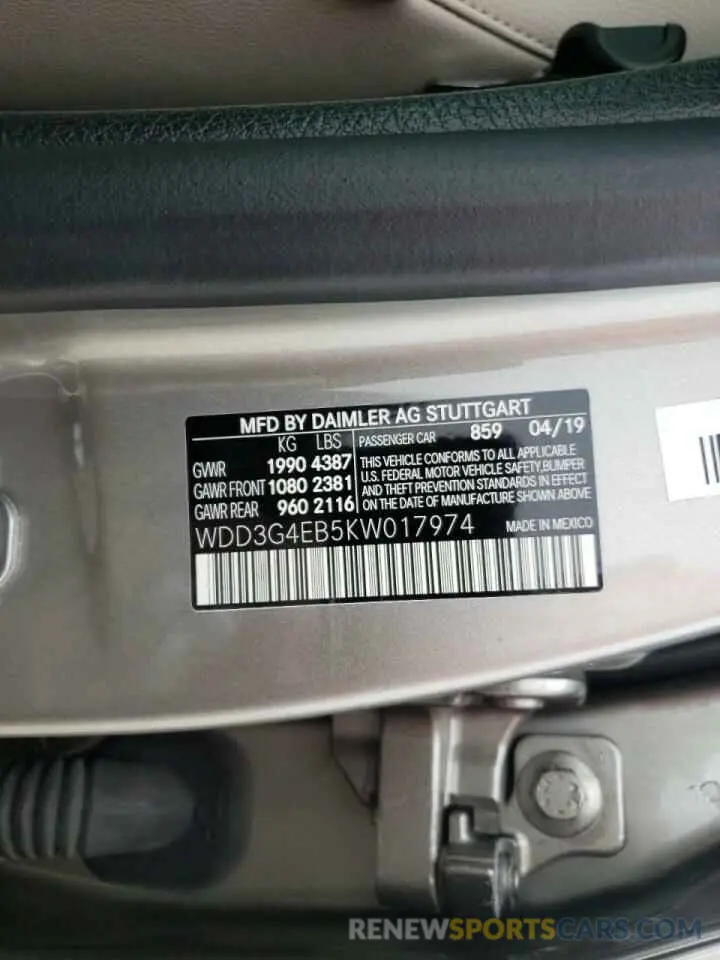 MFD BY DAIMLER AG STUTTGART
KG LBS
GVWR 1990 4387
GAWR FRONT 1080 2381
GAWR REAR 960 2116
PASSENGER CAR 859 04/19
THIS VEHICLE CONFORMS TO ALL APPLICABLE
U.S. FEDERAL MOTOR VEHICLE SAFETY, BUMPER
AND THEFT PREVENTION STANDARDS IN EFFECT
ON THE DATE OF MANUFACTURE SHOWN ABOVE
WDD3G4EB5KW017974 MADE IN MEXICO
RENEWSPORTSCARS.COM